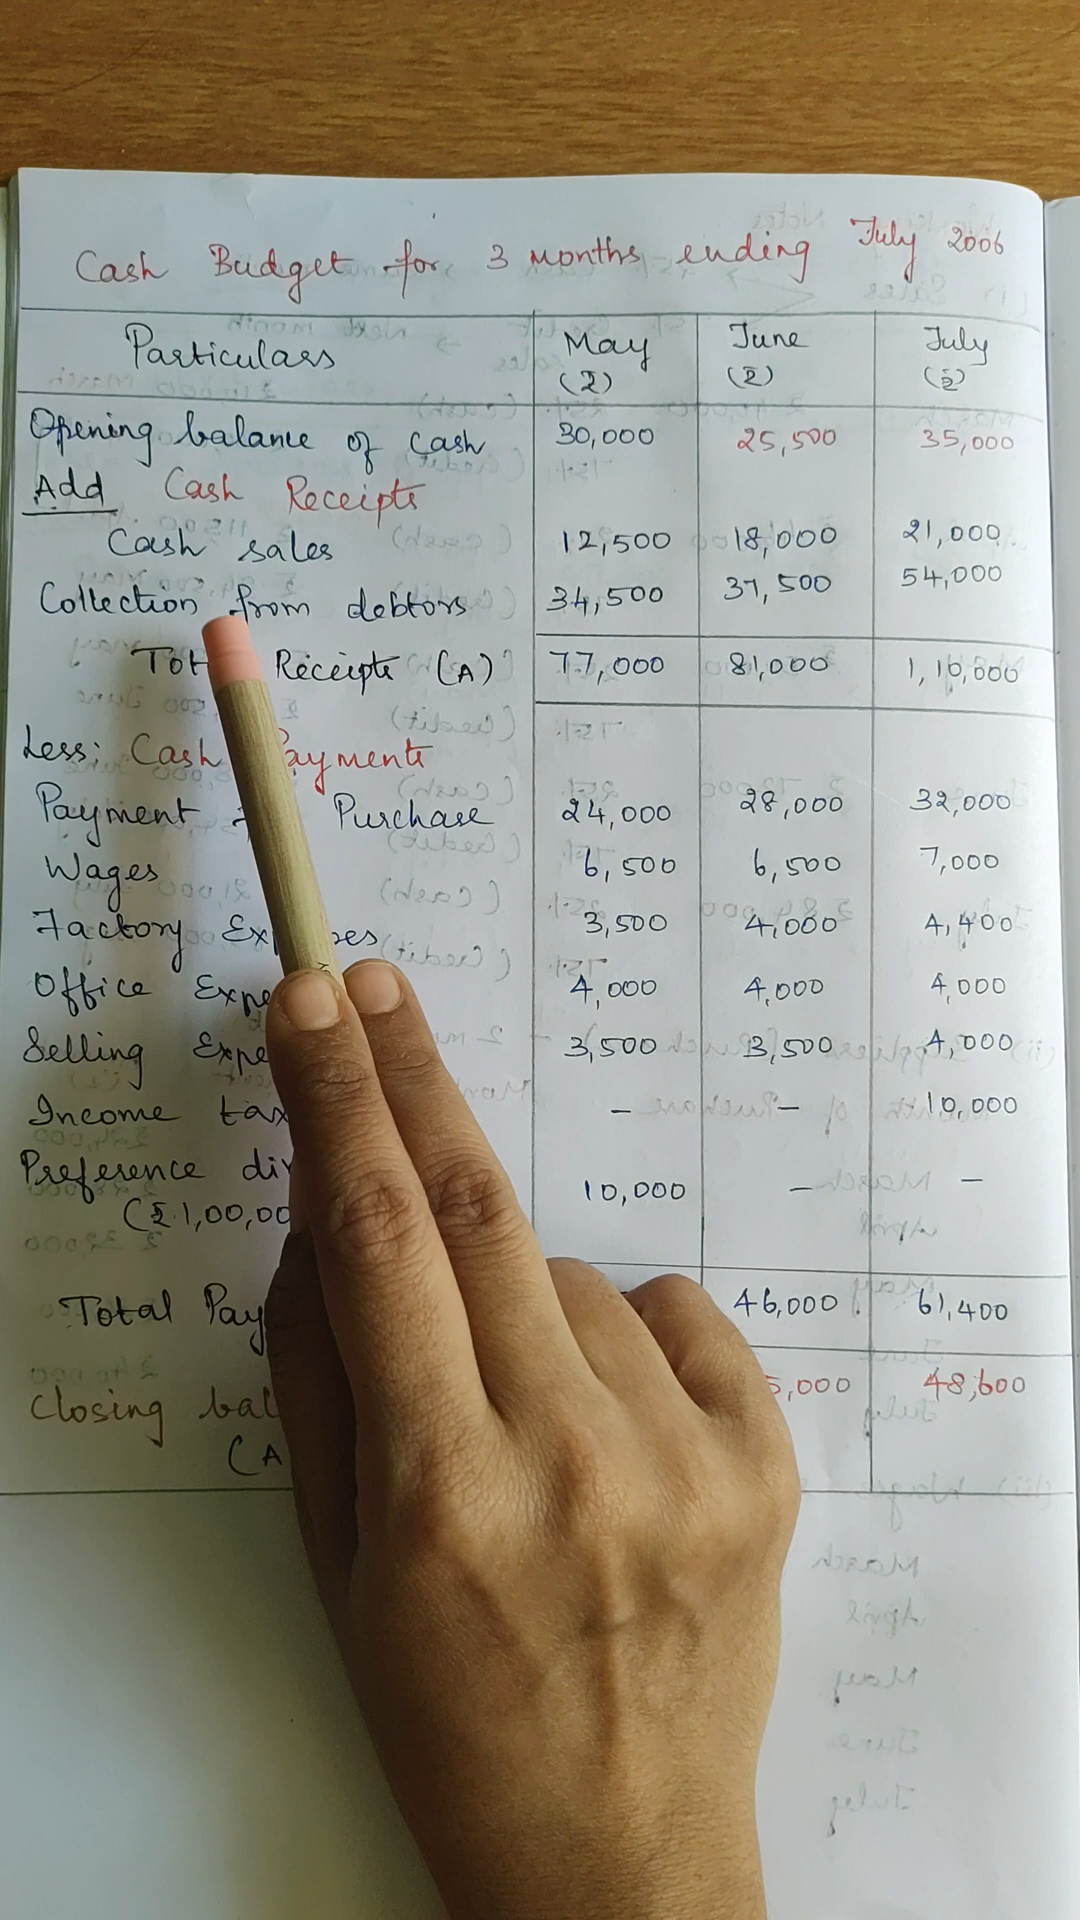 Cash Budget for 3 months ending July 2006
Particulars May June July
(₹) (₹) (₹)
Opening balance of cash 30,000 25,500 35,000
Add Cash Receipts
Cash sales 12,500 18,000 21,000
Collection from debtors 34,500 37,500 54,000
Receipts (A) 77,000 81,000 1,10,000
Less: Cash
Payment Purchase 24,000 28,000 32,000
Wages 6,500 6,500 7,000
Factory 3,500 4,000 4,400
Office 4,000 4,000 4,000
Selling 3,500 3,500 4,000
Income tax - - 10,000
Preference 10,000 - -
(₹ 1,00,00
Total 46,000 61,400
Closing 48,600
(A